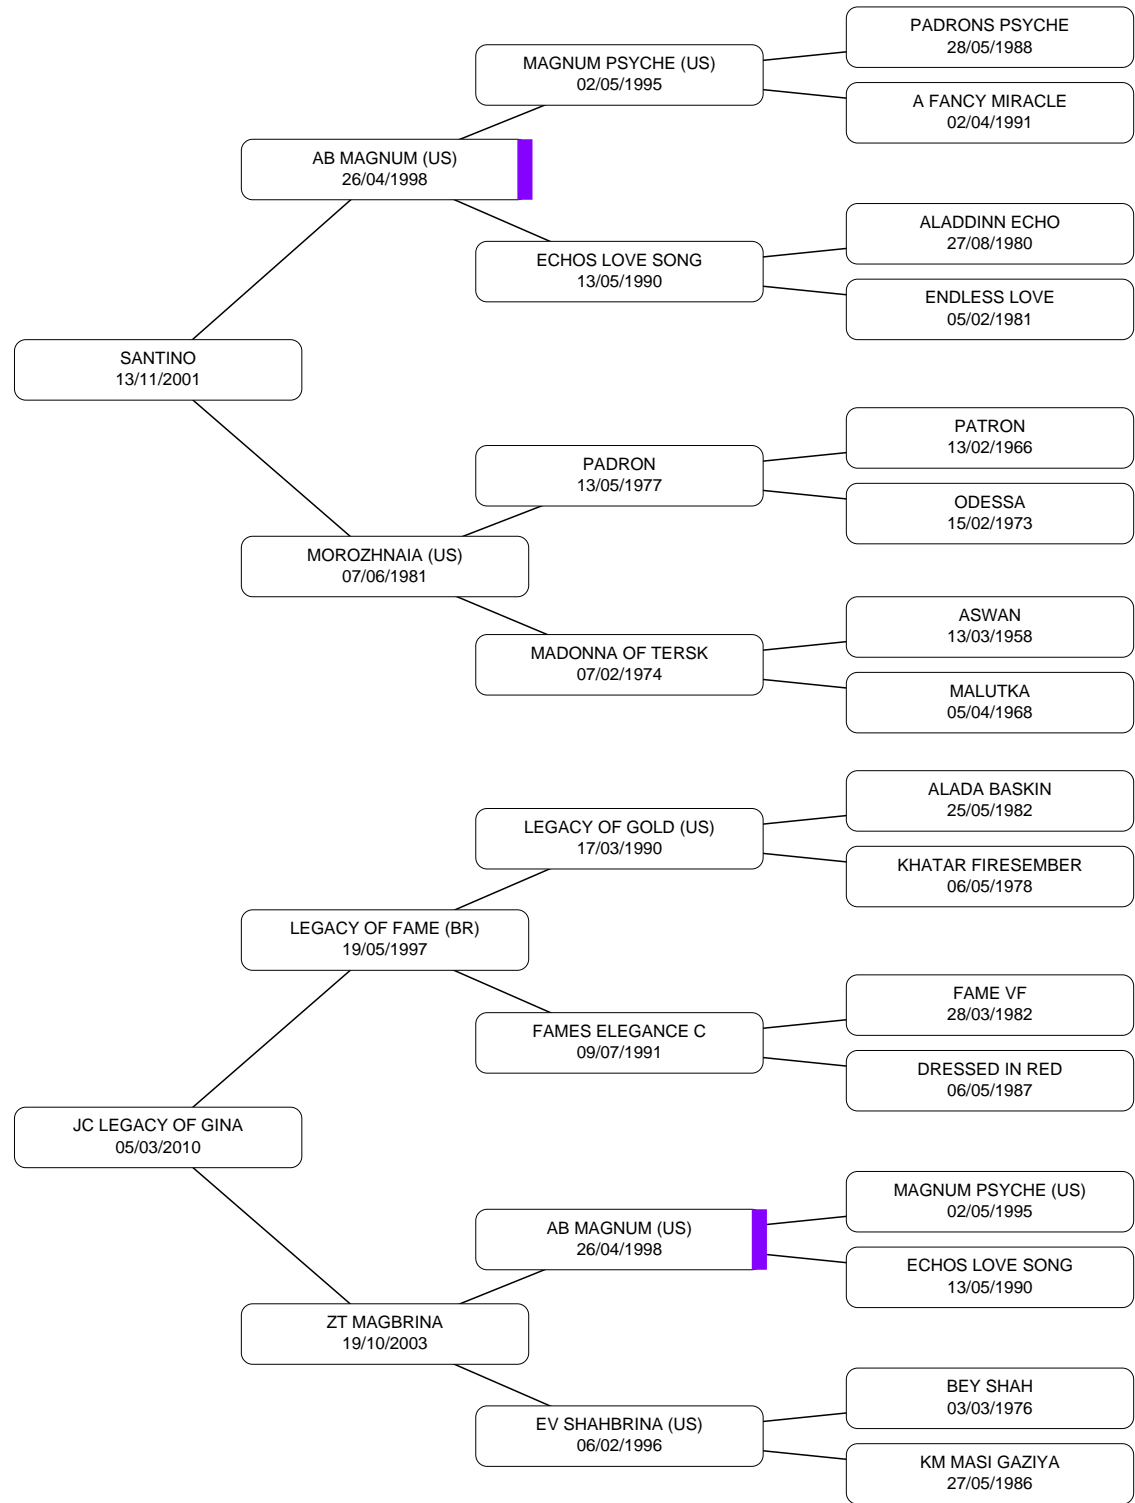 PADRONS PSYCHE
28/05/1988
MAGNUM PSYCHE (US)
02/05/1995
A FANCY MIRACLE
02/04/1991
AB MAGNUM (US)
26/04/1998
ALADDINN ECHO
27/08/1980
ECHOS LOVE SONG
13/05/1990
ENDLESS LOVE
05/02/1981
SANTINO
13/11/2001
PATRON
13/02/1966
PADRON
13/05/1977
ODESSA
15/02/1973
MOROZHNAIA (US)
07/06/1981
ASWAN
13/03/1958
MADONNA OF TERSK
07/02/1974
MALUTKA
05/04/1968
ALADA BASKIN
25/05/1982
LEGACY OF GOLD (US)
17/03/1990
KHATAR FIRESEMBER
06/05/1978
LEGACY OF FAME (BR)
19/05/1997
FAME VF
28/03/1982
FAMES ELEGANCE C
09/07/1991
DRESSED IN RED
06/05/1987
JC LEGACY OF GINA
05/03/2010
MAGNUM PSYCHE (US)
02/05/1995
AB MAGNUM (US)
26/04/1998
ECHOS LOVE SONG
13/05/1990
ZT MAGBRINA
19/10/2003
BEY SHAH
03/03/1976
EV SHAHBRINA (US)
06/02/1996
KM MASI GAZIYA
27/05/1986